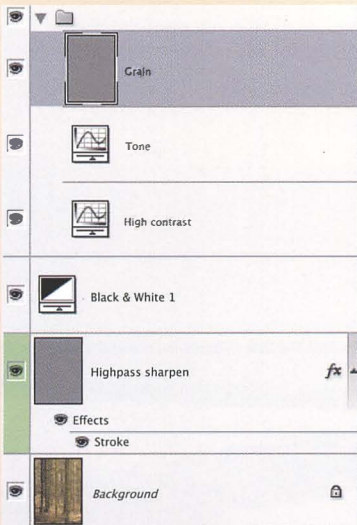 Grain
Tone
High contrast
Black & White 1
Highpass sharpen fx
Effects
Stroke
Background